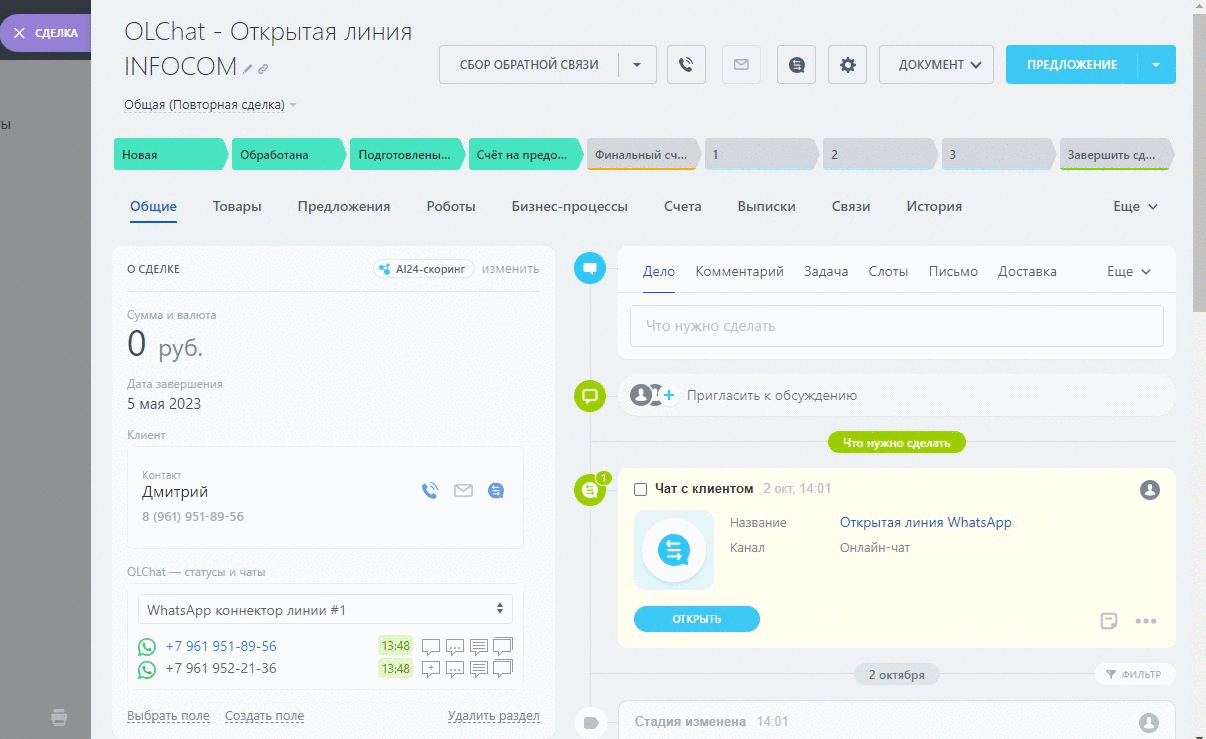 СДЕЛКА
OLChat - Открытая линия
INFOCOM
СБОР ОБРАТНОЙ СВЯЗИ
ДОКУМЕНТ
ПРЕДЛОЖЕНИЕ
Общая (Повторная сделка)
ты
Новая
Обработана
Подготовлены...
Счёт на предо...
Финальный сч...
1
2
3
Завершить сд...
Общие
Товары
Предложения
Роботы
Бизнес-процессы
Счета
Выписки
Связи
История
Еще
О СДЕЛКЕ
AI24-скоринг
изменить
Сумма и валюта
0 руб.
Дата завершения
5 мая 2023
Клиент
Контакт
Дмитрий
8 (961) 951-89-56
OLChat — статусы и чаты
WhatsApp коннектор линии #1
+7 961 951-89-56 13:48
+7 961 952-21-36 13:48
Выбрать поле
Создать поле
Удалить раздел
Дело
Комментарий
Задача
Слоты
Письмо
Доставка
Еще
Что нужно сделать
Пригласить к обсуждению
Что нужно сделать
1
Чат с клиентом 2 окт, 14:01
Название Открытая линия WhatsApp
Канал Онлайн-чат
ОТКРЫТЬ
2 октября
ФИЛЬТР
Стадия изменена 14:01